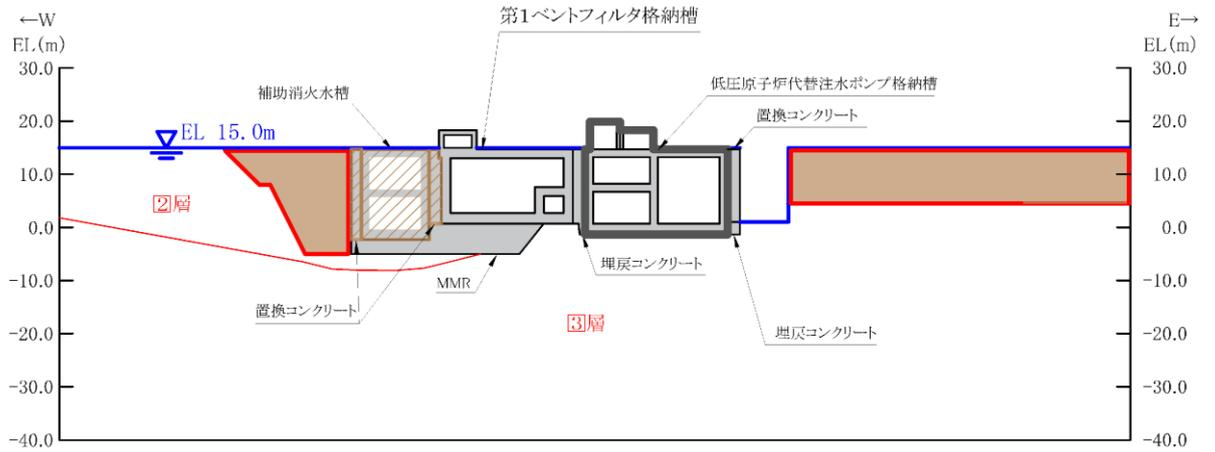 ←W
EL(m)
30.0
20.0
10.0
0.0
-10.0
-20.0
-30.0
-40.0
第1ベントフィルタ格納槽
補助消火水槽
低圧原子炉代替注水ポンプ格納槽
置換コンクリート
EL 15.0m
②層
埋戻コンクリート
MMR
置換コンクリート
③層
埋戻コンクリート
E→
EL(m)
30.0
20.0
10.0
0.0
-10.0
-20.0
-30.0
-40.0